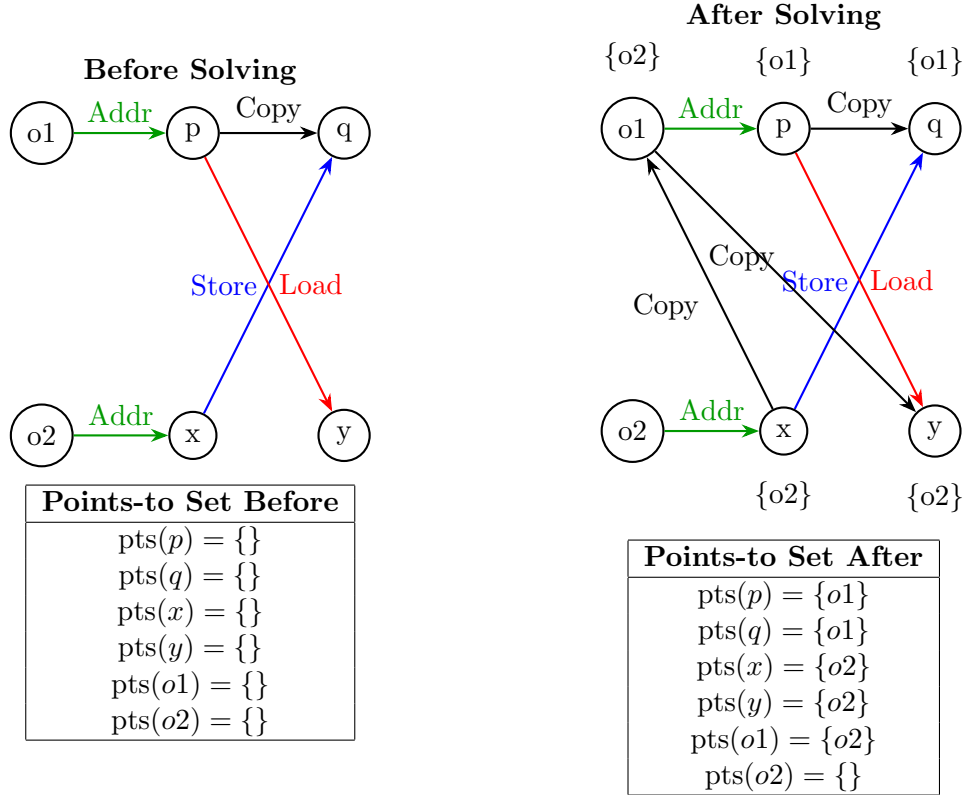 Before Solving
o1
Addr
p
Copy
q
Store
Load
o2
Addr
x
y
Points-to Set Before
pts(p) = {}
pts(q) = {}
pts(x) = {}
pts(y) = {}
pts(o1) = {}
pts(o2) = {}
After Solving
{o2}
{o1}
{o1}
o1
Addr
p
Copy
q
Copy
Store
Load
Copy
o2
Addr
x
y
{o2}
{o2}
Points-to Set After
pts(p) = {o1}
pts(q) = {o1}
pts(x) = {o2}
pts(y) = {o2}
pts(o1) = {o2}
pts(o2) = {}